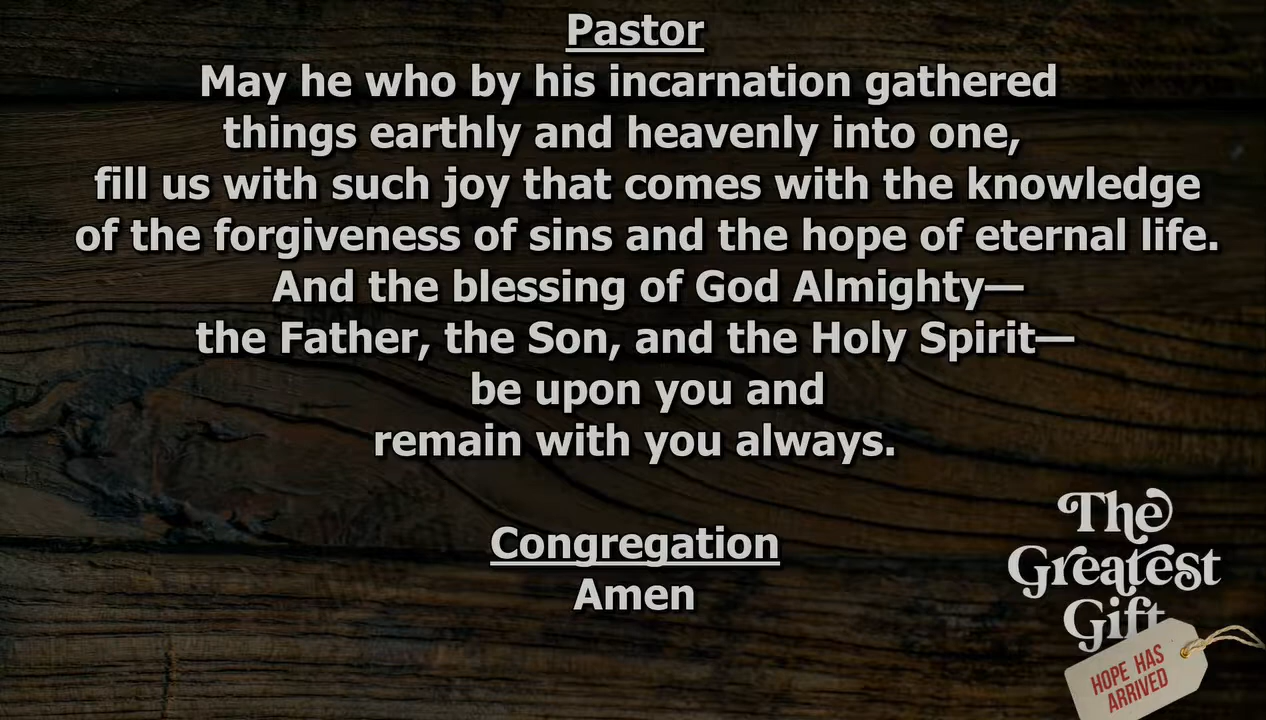 Pastor
May he who by his incarnation gathered
things earthly and heavenly into one,
fill us with such joy that comes with the knowledge
of the forgiveness of sins and the hope of eternal life.
And the blessing of God Almighty—
the Father, the Son, and the Holy Spirit—
be upon you and
remain with you always.
Congregation
Amen
The
Greatest
Gift
HOPE HAS
ARRIVED